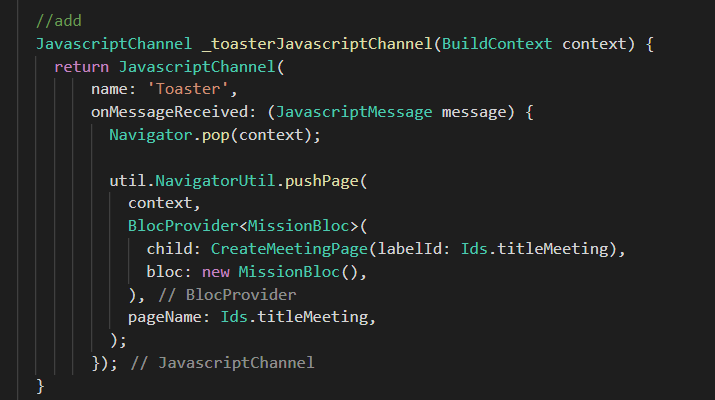 //add
JavascriptChannel _toasterJavascriptChannel(BuildContext context) {
  return JavascriptChannel(
      name: 'Toaster',
      onMessageReceived: (JavascriptMessage message) {
        Navigator.pop(context);

        util.NavigatorUtil.pushPage(
          context,
          BlocProvider<MissionBloc>(
            child: CreateMeetingPage(labelId: Ids.titleMeeting),
            bloc: new MissionBloc(),
          ), // BlocProvider
          pageName: Ids.titleMeeting,
        );
      }); // JavascriptChannel
}